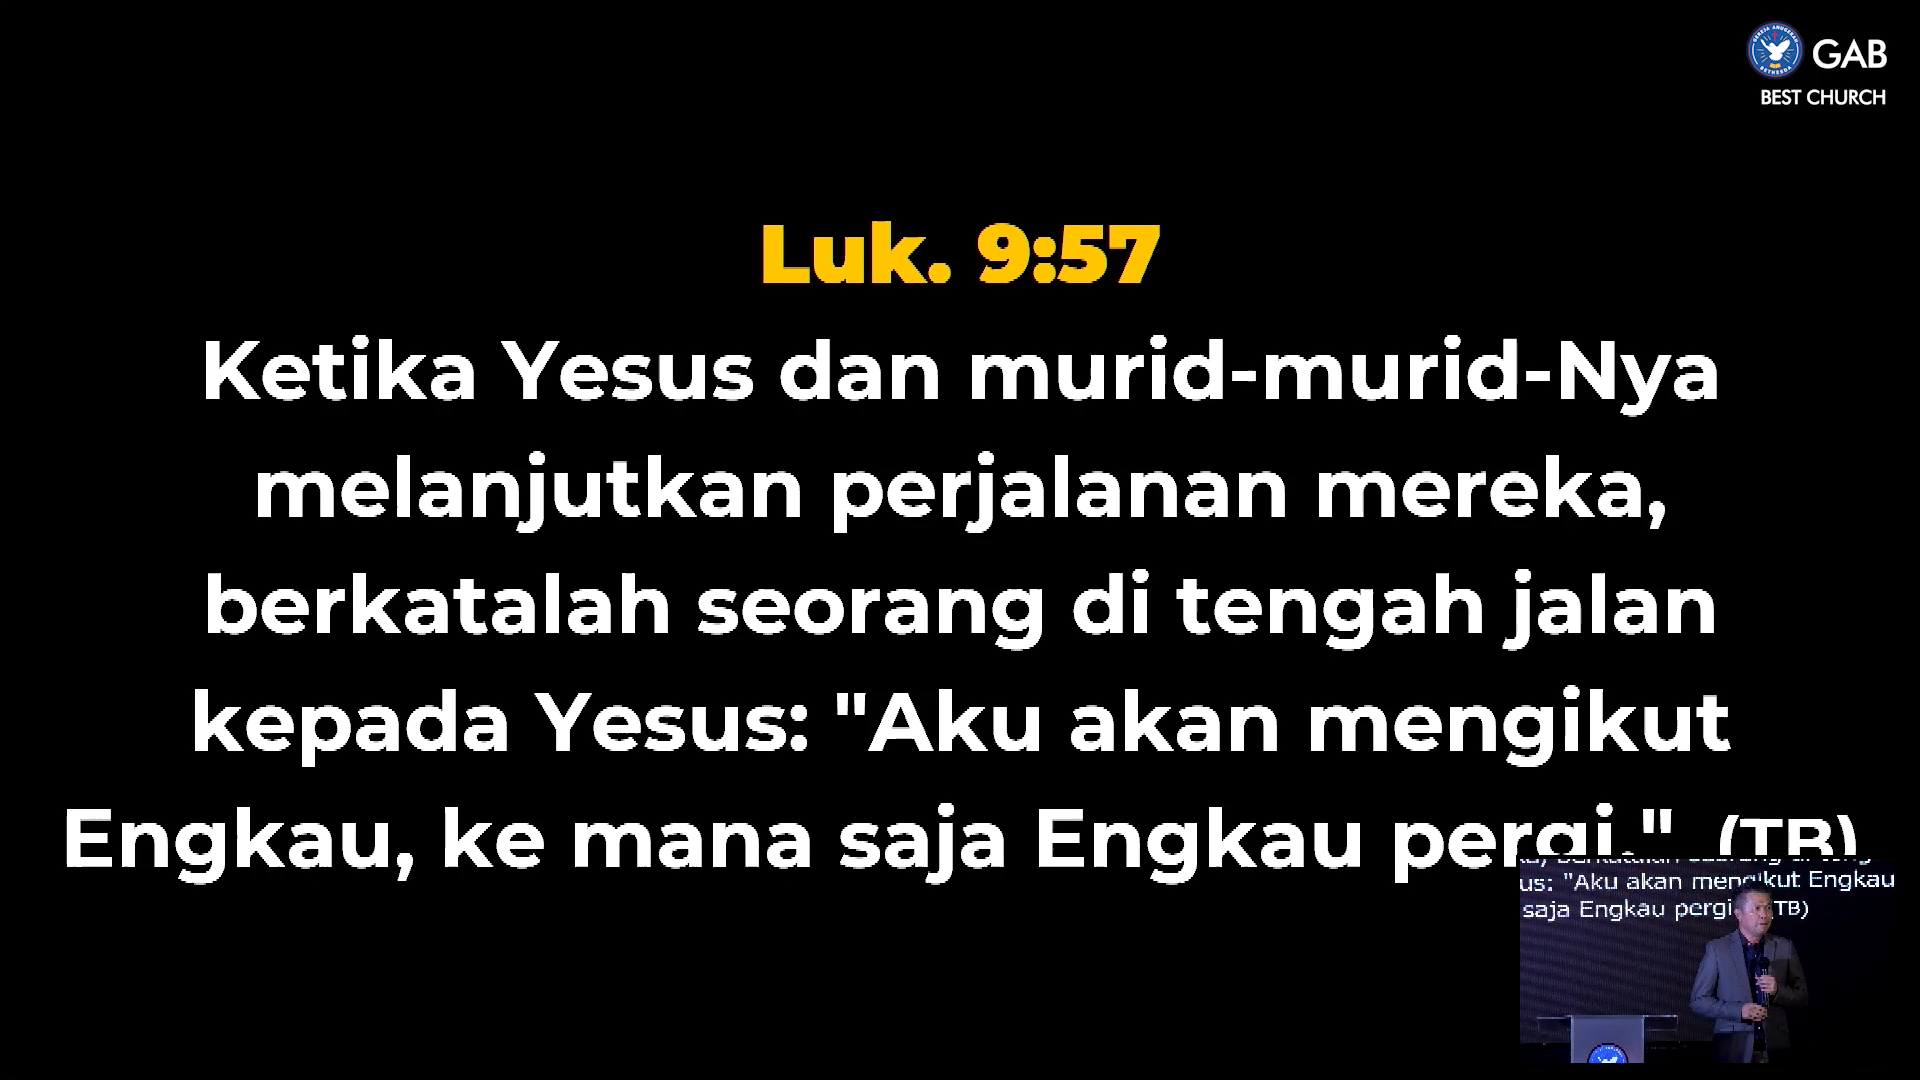 GAB
BEST CHURCH
Luk. 9:57
Ketika Yesus dan murid-murid-Nya
melanjutkan perjalanan mereka,
berkatalah seorang di tengah jalan
kepada Yesus: "Aku akan mengikut
Engkau, ke mana saja Engkau pergi." (TB)
us: "Aku akan mengikut Engkau
saja Engkau pergi TB)